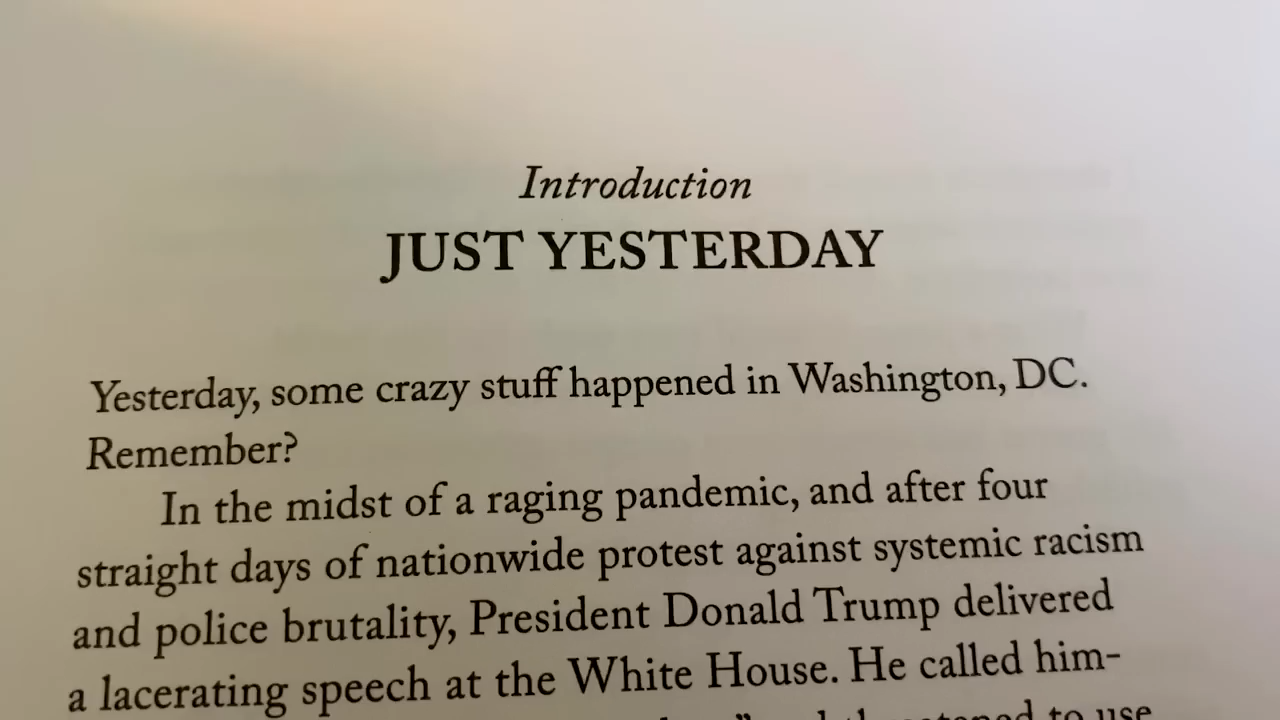 Introduction
JUST YESTERDAY
Yesterday, some crazy stuff happened in Washington, DC.
Remember?
In the midst of a raging pandemic, and after four
straight days of nationwide protest against systemic racism
and police brutality, President Donald Trump delivered
a lacerating speech at the White House. He called him-
to use